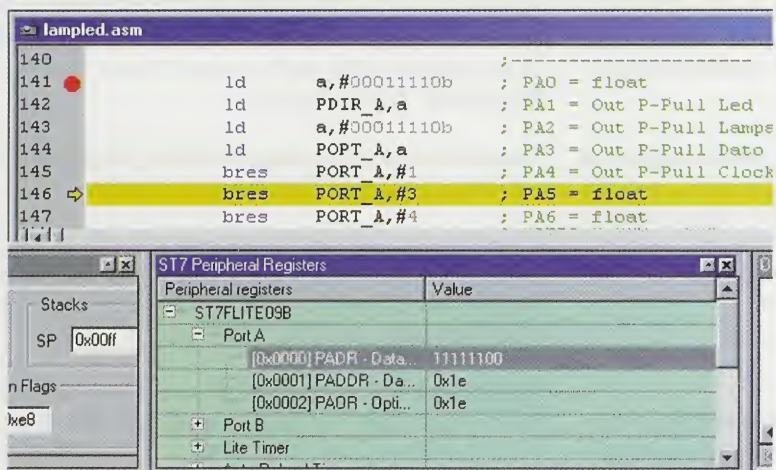 lampled.asm
140 ;-----------------------
141 ld a,#00011110b ; PA0 = float
142 ld PDIR_A,a ; PA1 = Out P-Pull Led
143 ld a,#00011110b ; PA2 = Out P-Pull Lamps
144 ld POPT_A,a ; PA3 = Out P-Pull Dato
145 bres PORT_A,#1 ; PA4 = Out P-Pull Clock
146 bres PORT_A,#3 ; PA5 = float
147 bres PORT_A,#4 ; PA6 = float
Stacks
SP 0x00ff
n Flags
0xe8
ST7 Peripheral Registers
Peripheral registers Value
ST7FLITE09B
Port A
[0x0000] PADR - Data... 11111100
[0x0001] PADDR - Da... 0x1e
[0x0002] PAOR - Opti... 0x1e
Port B
Lite Timer